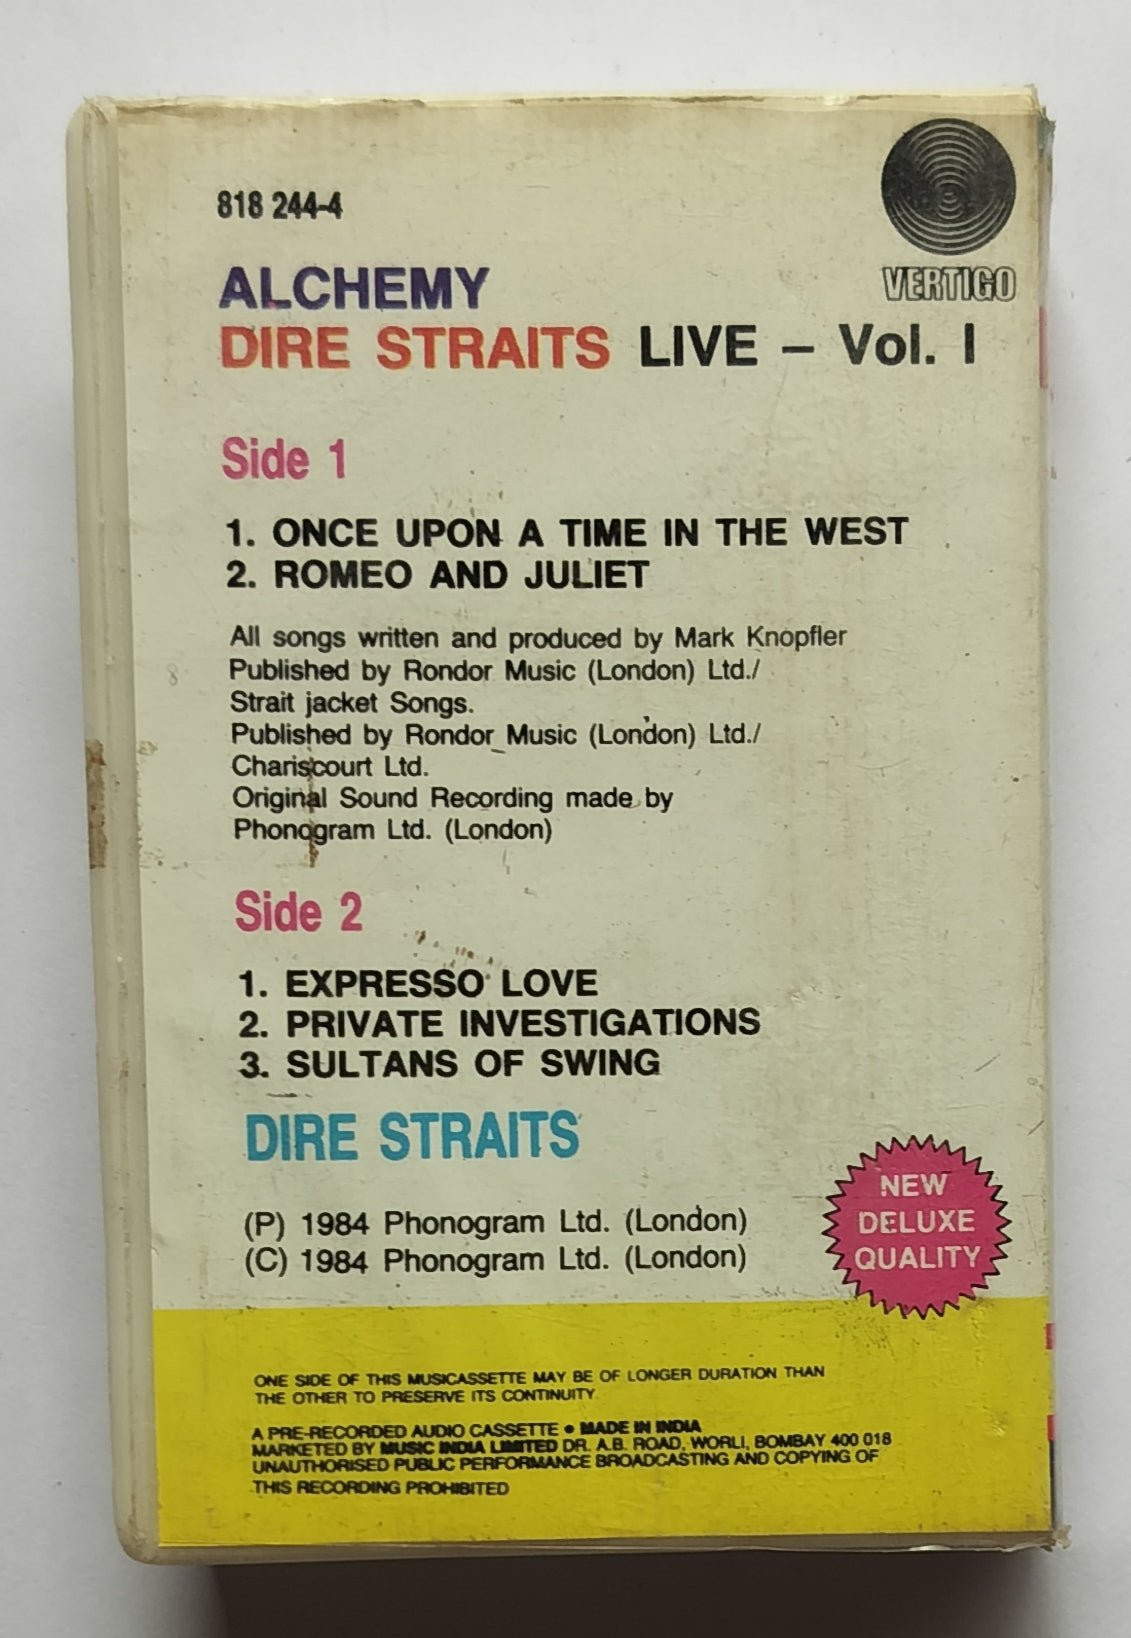 818 244-4
VERTIGO
ALCHEMY
DIRE STRAITS LIVE – Vol. I
Side 1
1. ONCE UPON A TIME IN THE WEST
2. ROMEO AND JULIET
All songs written and produced by Mark Knopfler
Published by Rondor Music (London) Ltd./
Strait jacket Songs.
Published by Rondor Music (London) Ltd./
Chariscourt Ltd.
Original Sound Recording made by
Phonogram Ltd. (London)
Side 2
1. EXPRESSO LOVE
2. PRIVATE INVESTIGATIONS
3. SULTANS OF SWING
DIRE STRAITS
(P) 1984 Phonogram Ltd. (London)
(C) 1984 Phonogram Ltd. (London)
NEW
DELUXE
QUALITY
ONE SIDE OF THIS MUSICASSETTE MAY BE OF LONGER DURATION THAN
THE OTHER TO PRESERVE ITS CONTINUITY.
A PRE-RECORDED AUDIO CASSETTE • MADE IN INDIA
MARKETED BY MUSIC INDIA LIMITED DR. A.B. ROAD, WORLI, BOMBAY 400 018
UNAUTHORISED PUBLIC PERFORMANCE BROADCASTING AND COPYING OF
THIS RECORDING PROHIBITED